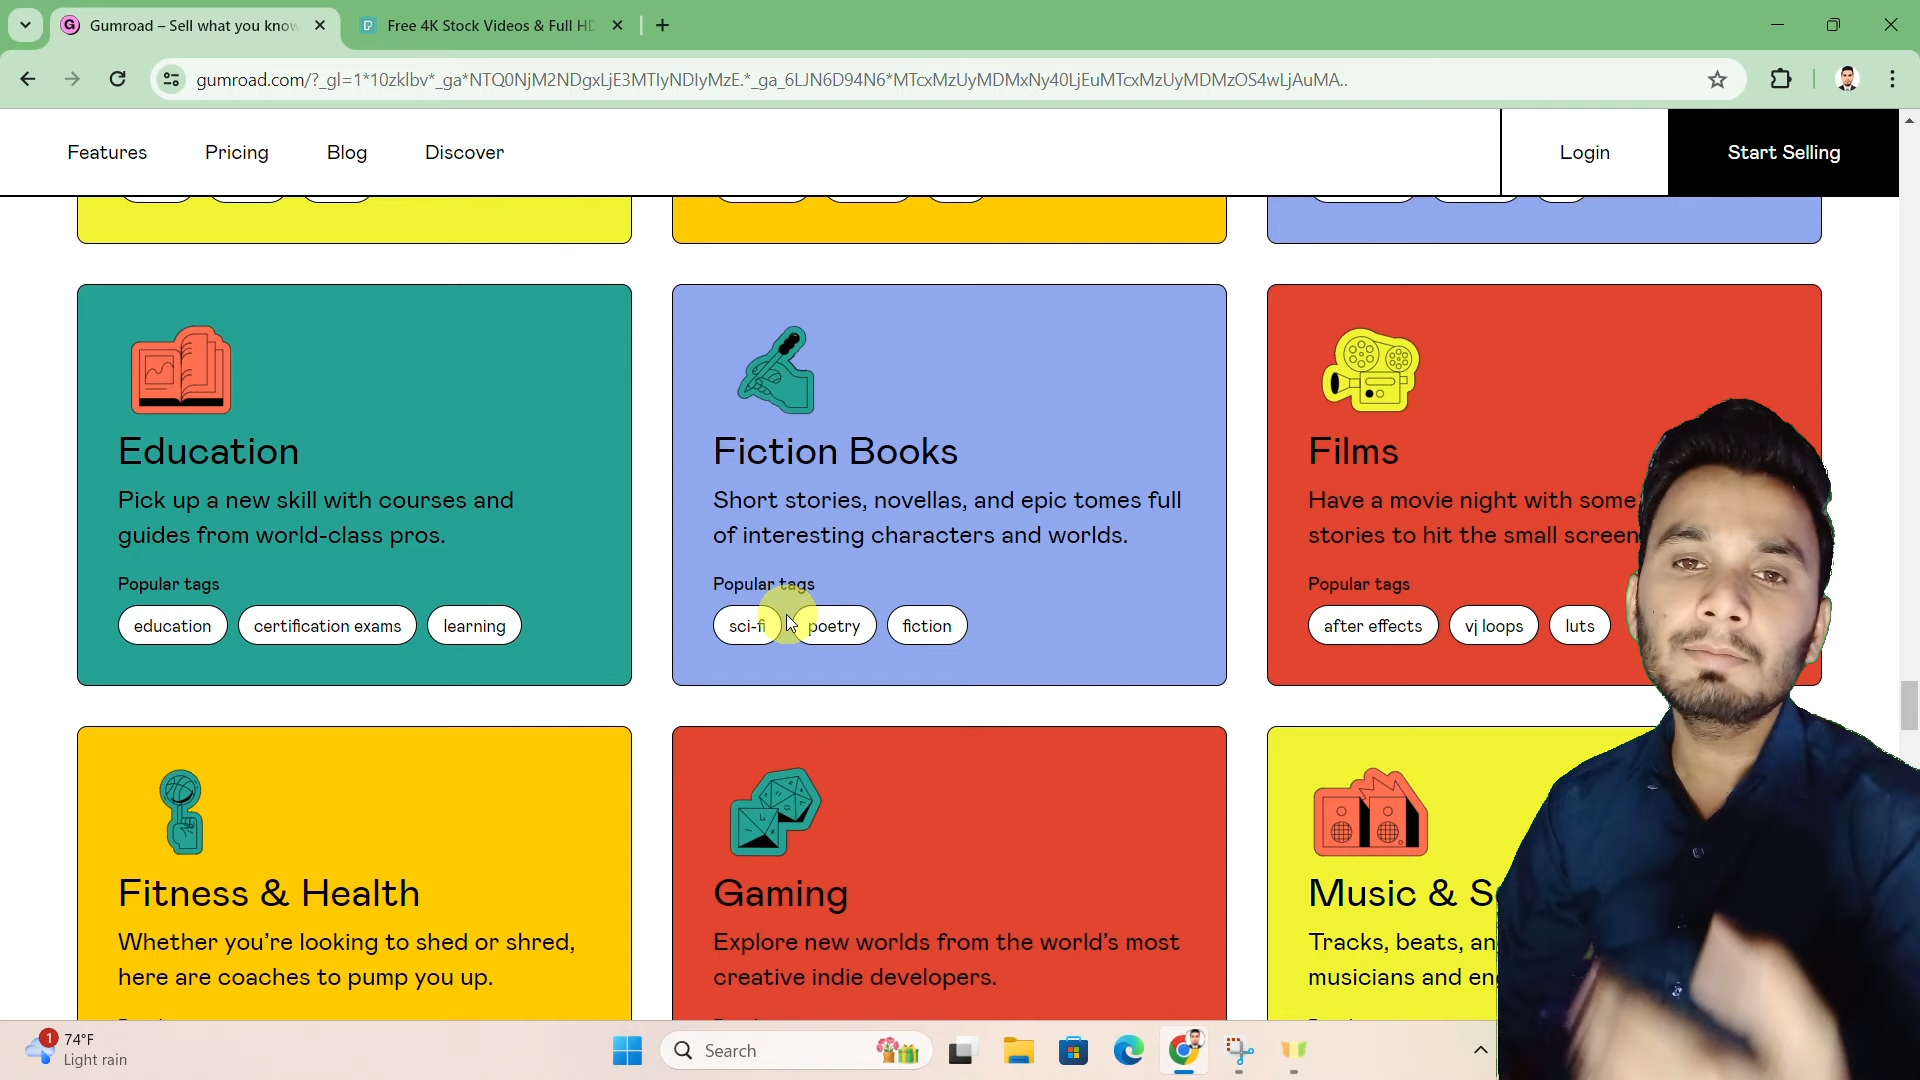 Gumroad – Sell what you know
Free 4K Stock Videos & Full HD
gumroad.com/?_gl=1*10zklbv*_ga*NTQ0NjM2NDgxLjE3MTIyNDIyMzE.*_ga_6LJN6D94N6*MTcxMzUyMDMxNy40LjEuMTcxMzUyMDMzOS4wLjAuMA..
Features Pricing Blog Discover Login Start Selling
Education
Pick up a new skill with courses and
guides from world-class pros.
Popular tags
education certification exams learning
Fiction Books
Short stories, novellas, and epic tomes full
of interesting characters and worlds.
Popular tags
sci-fi poetry fiction
Films
Have a movie night with some
stories to hit the small screen
Popular tags
after effects vj loops luts
Fitness & Health
Whether you’re looking to shed or shred,
here are coaches to pump you up.
Gaming
Explore new worlds from the world’s most
creative indie developers.
Music & S
Tracks, beats, an
musicians and en
1
74°F
Light rain
Search